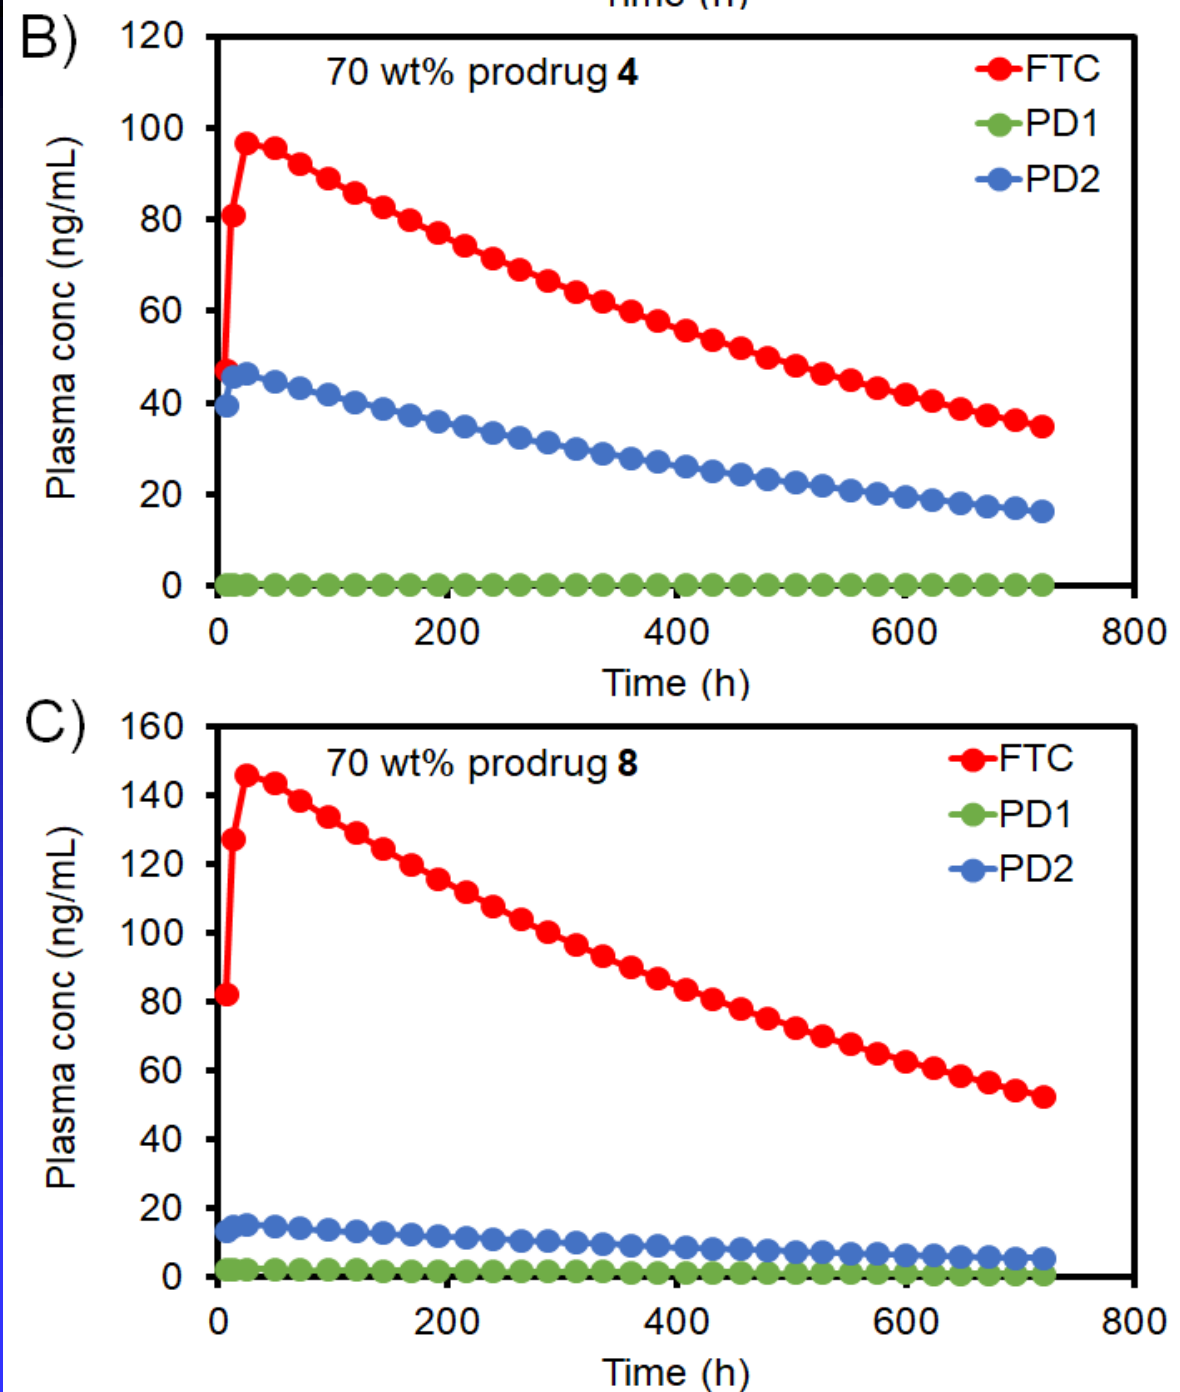 Time (h)
B)
120
70 wt% prodrug 4
FTC
PD1
PD2
100
80
60
40
20
0
Plasma conc (ng/mL)
0 200 400 600 800
Time (h)
C)
160
70 wt% prodrug 8
FTC
PD1
PD2
140
120
100
80
60
40
20
0
Plasma conc (ng/mL)
0 200 400 600 800
Time (h)